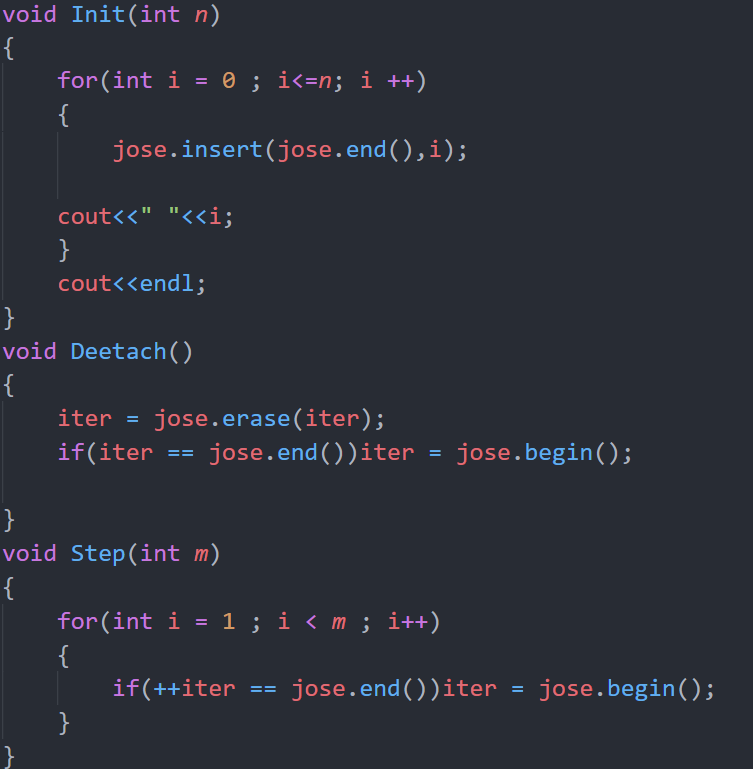 void Init(int n)
{
    for(int i = 0 ; i<=n; i ++)
    {
        jose.insert(jose.end(),i);

    cout<<" "<<i;
    }
    cout<<endl;
}
void Deetach()
{
    iter = jose.erase(iter);
    if(iter == jose.end())iter = jose.begin();

}
void Step(int m)
{
    for(int i = 1 ; i < m ; i++)
    {
        if(++iter == jose.end())iter = jose.begin();
    }
}